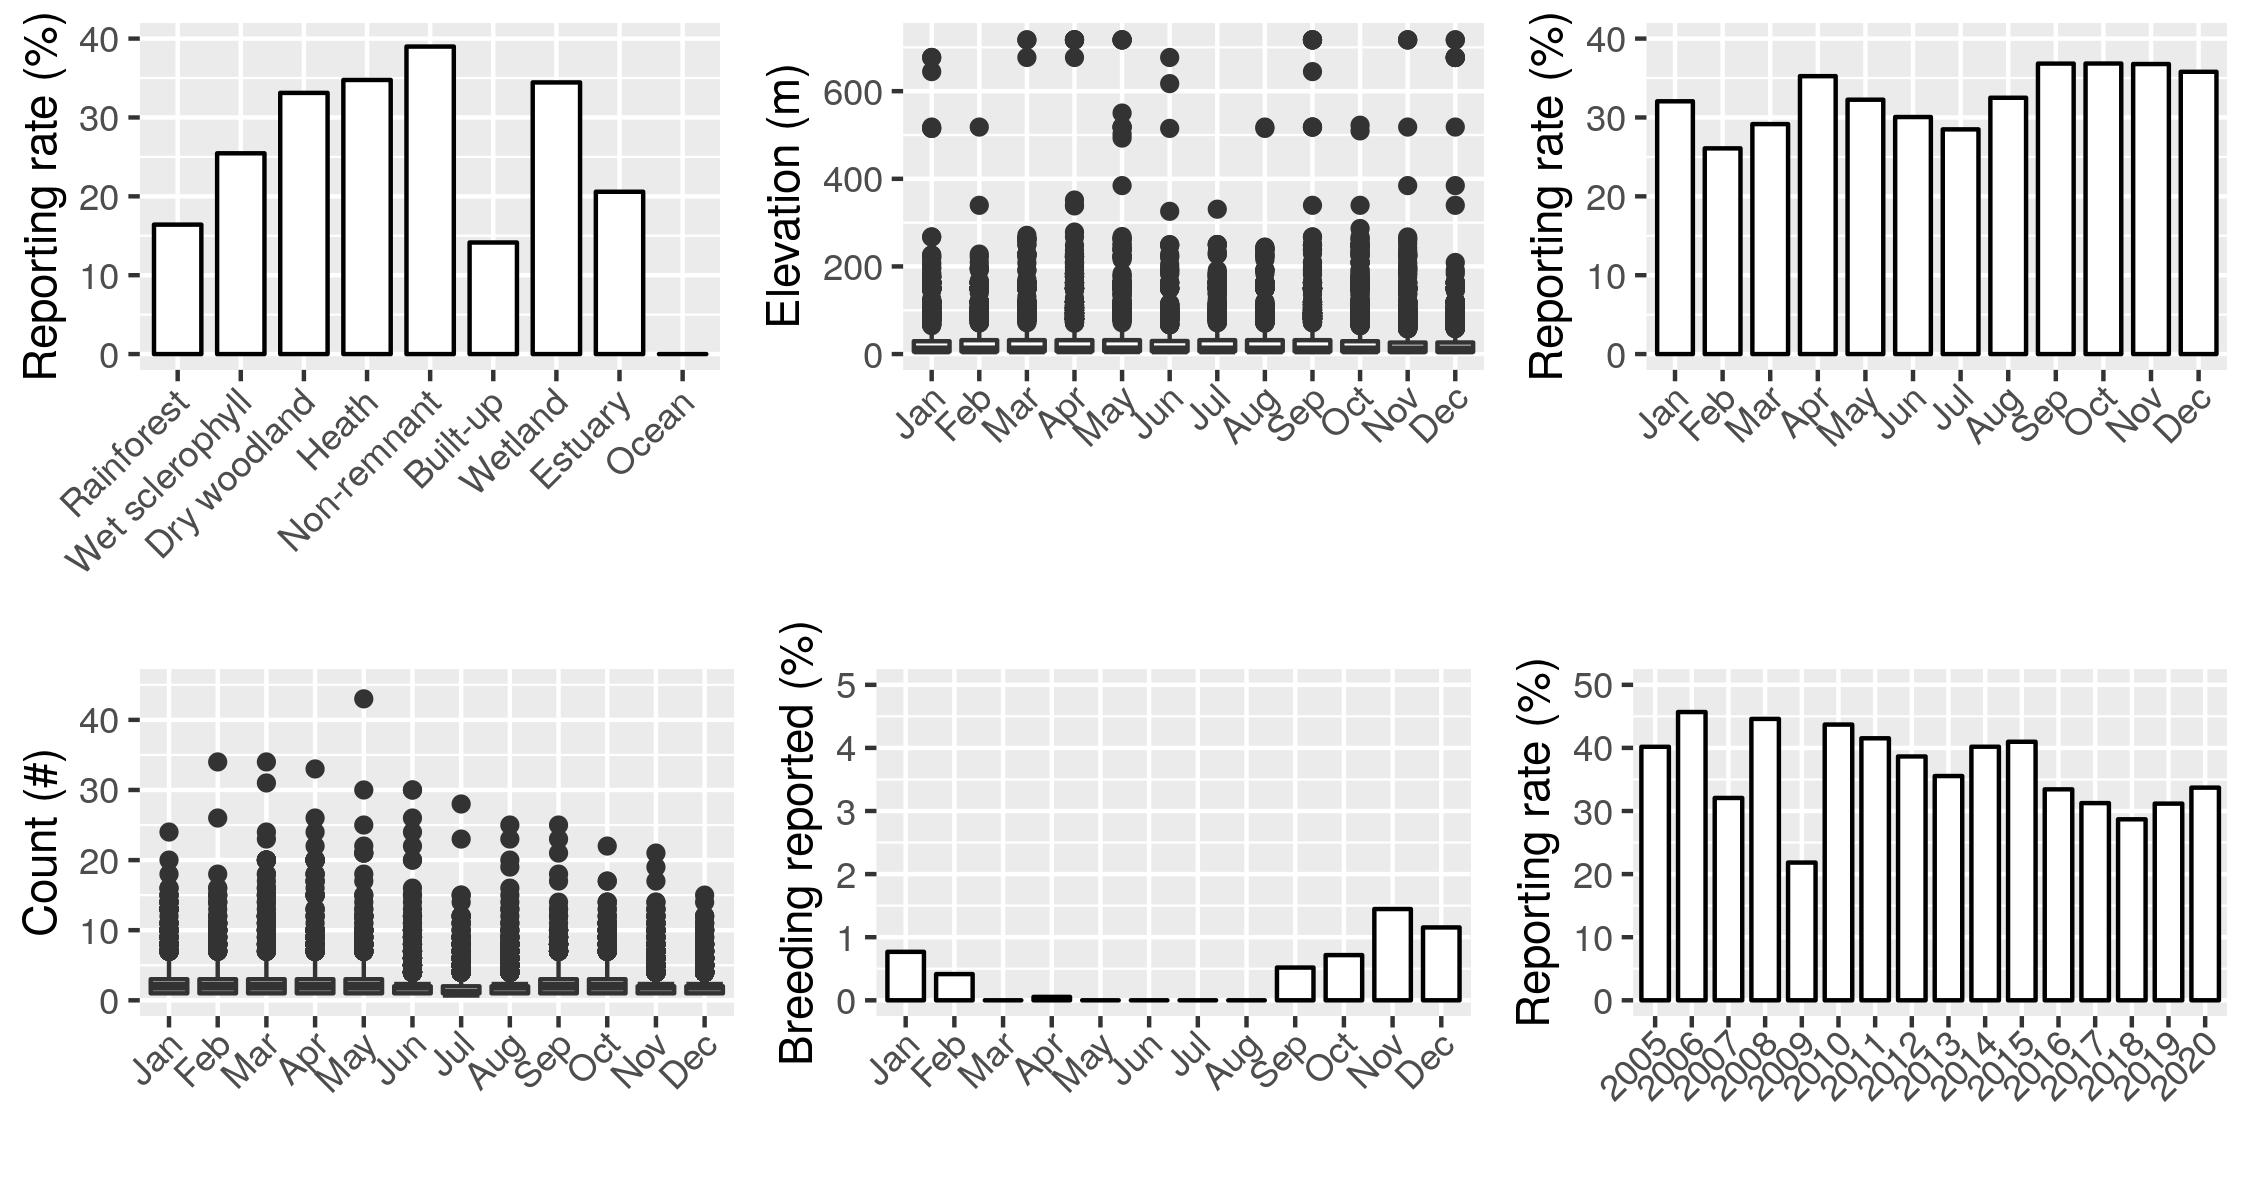 Reporting rate (%)
40
30
20
10
0
Rainforest
Wet sclerophyll
Dry woodland
Heath
Non-remnant
Built-up
Wetland
Estuary
Ocean
Elevation (m)
600
400
200
0
Jan
Feb
Mar
Apr
May
Jun
Jul
Aug
Sep
Oct
Nov
Dec
Reporting rate (%)
40
30
20
10
0
Jan
Feb
Mar
Apr
May
Jun
Jul
Aug
Sep
Oct
Nov
Dec
Count (#)
40
30
20
10
0
Jan
Feb
Mar
Apr
May
Jun
Jul
Aug
Sep
Oct
Nov
Dec
Breeding reported (%)
5
4
3
2
1
0
Jan
Feb
Mar
Apr
May
Jun
Jul
Aug
Sep
Oct
Nov
Dec
Reporting rate (%)
50
40
30
20
10
0
2005
2006
2007
2008
2009
2010
2011
2012
2013
2014
2015
2016
2017
2018
2019
2020